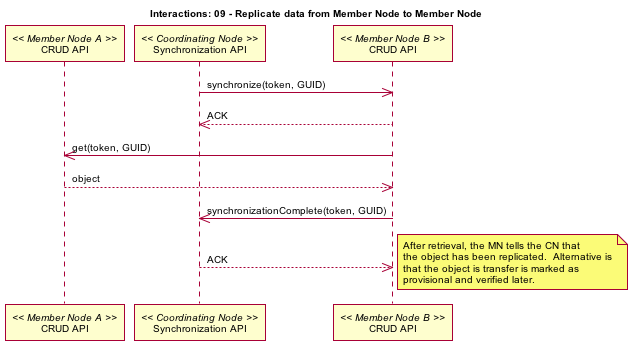 Interactions: 09 - Replicate data from Member Node to Member Node
<< Member Node A >>
CRUD API
<< Coordinating Node >>
Synchronization API
<< Member Node B >>
CRUD API
synchronize(token, GUID)
ACK
get(token, GUID)
object
synchronizationComplete(token, GUID)
After retrieval, the MN tells the CN that
the object has been replicated.  Alternative is
that the object is transfer is marked as
provisional and verified later.
ACK
<< Member Node A >>
CRUD API
<< Coordinating Node >>
Synchronization API
<< Member Node B >>
CRUD API